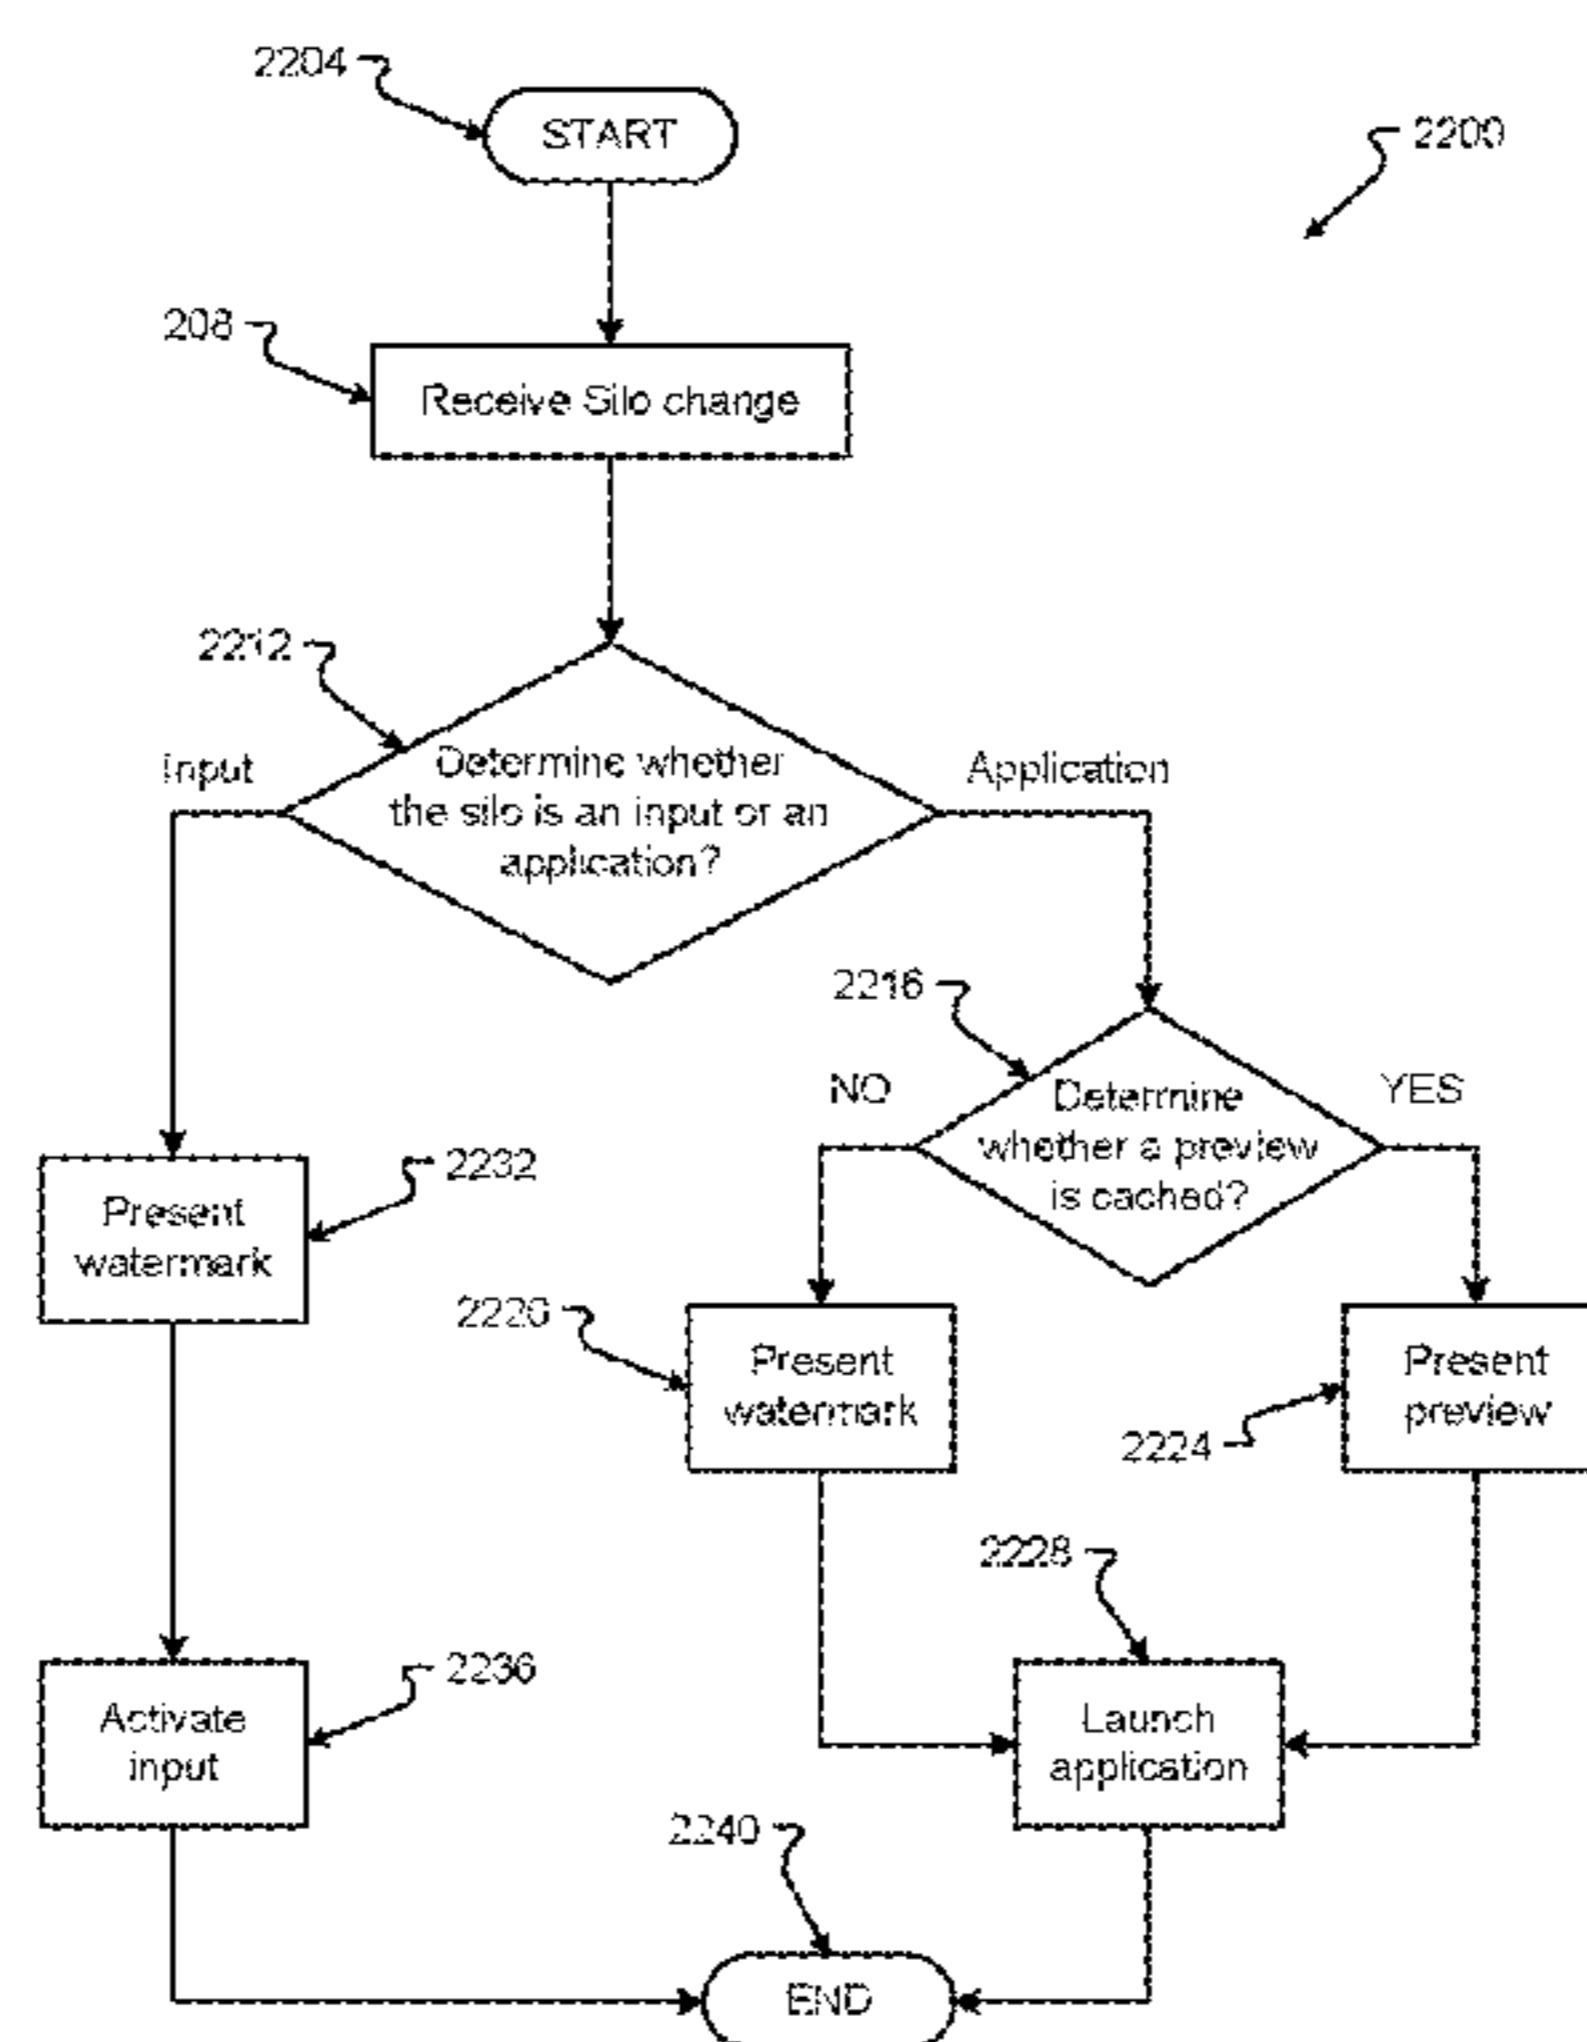 2204
START
2200
208
Receive Silo change
2212
Input
Determine whether
the silo is an input or an
application?
Application
2216
NO
Determine
whether a preview
is cached?
YES
2232
Present
watermark
2220
Present
watermark
Present
preview
2224
2228
2236
Activate
input
Launch
application
2240
END